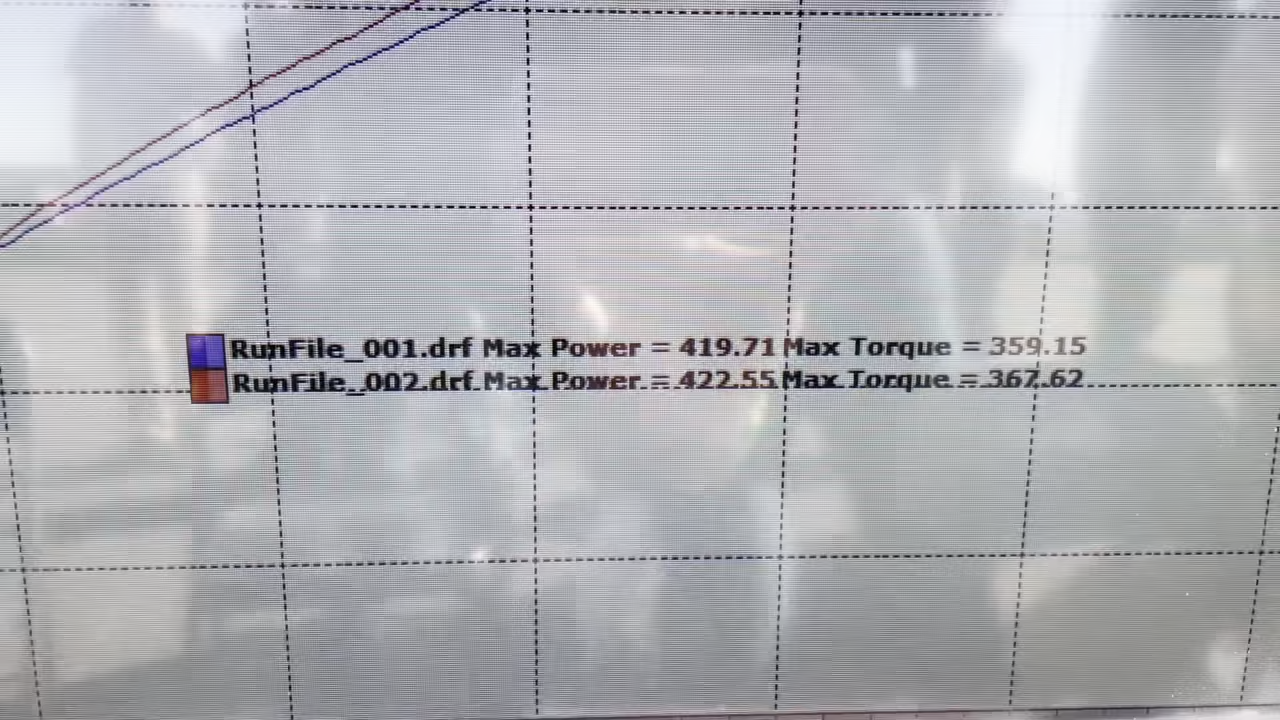 RunFile_001.drf Max Power = 419.71 Max Torque = 359.15
RunFile_002.drf Max Power = 422.55 Max Torque = 367.62